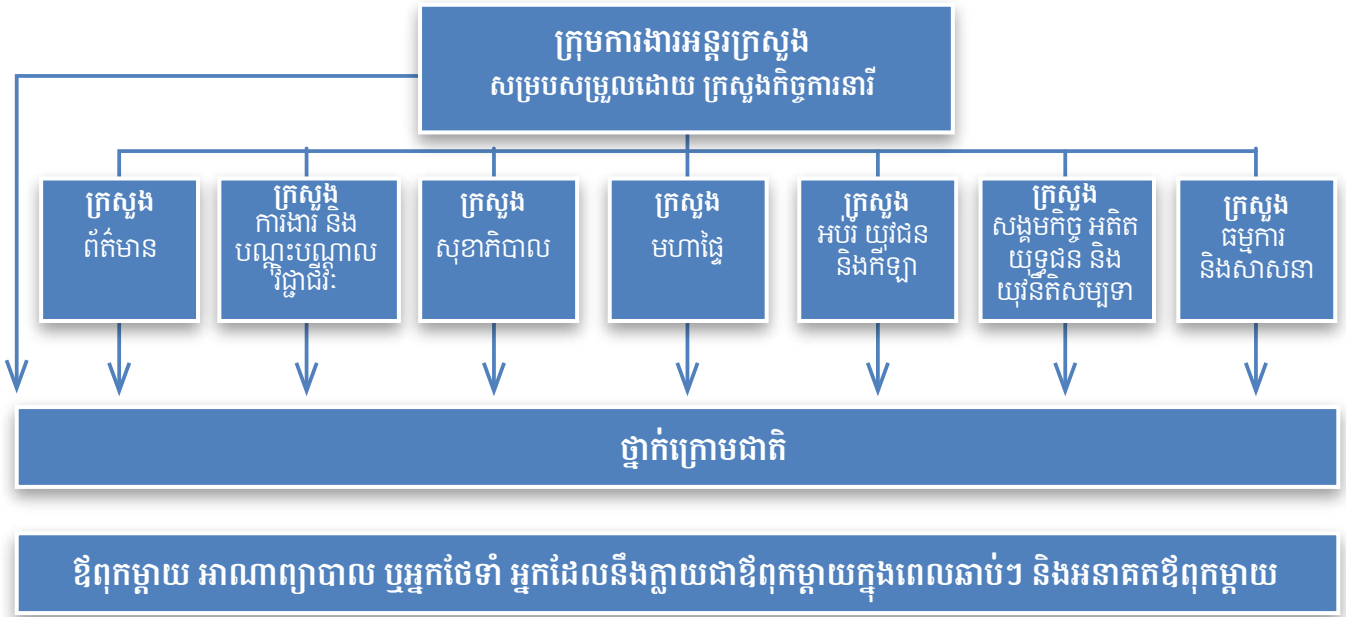 ក្រុមការងារអន្តរក្រសួង
សម្របសម្រួលដោយ ក្រសួងកិច្ចការនារី
ក្រសួង
ព័ត៌មាន
ក្រសួង
ការងារ និង
បណ្តុះបណ្តាល
វិជ្ជាជីវៈ
ក្រសួង
សុខាភិបាល
ក្រសួង
មហាផ្ទៃ
ក្រសួង
អប់រំ យុវជន
និងកីឡា
ក្រសួង
សង្គមកិច្ច អតិត
យុទ្ធជន និង
យុវនីតិសម្បទា
ក្រសួង
ធម្មការ
និងសាសនា
ថ្នាក់ក្រោមជាតិ
ឪពុកម្តាយ អាណាព្យាបាល ឬអ្នកថែទាំ អ្នកដែលនឹងក្លាយជាឪពុកម្តាយក្នុងពេលឆាប់ៗ និងអនាគតឪពុកម្តាយ